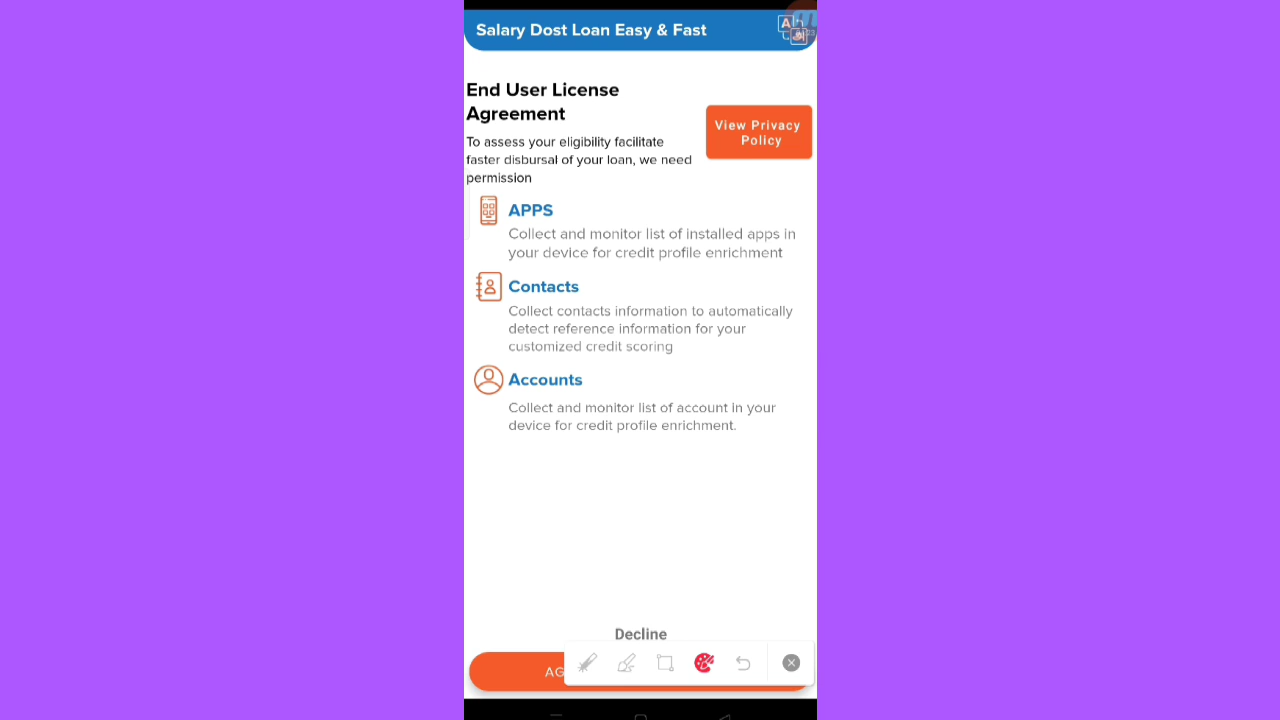 Salary Dost Loan Easy & Fast
End User License
Agreement
View Privacy
Policy
To assess your eligibility facilitate
faster disbursal of your loan, we need
permission
APPS
Collect and monitor list of installed apps in
your device for credit profile enrichment
Contacts
Collect contacts information to automatically
detect reference information for your
customized credit scoring
Accounts
Collect and monitor list of account in your
device for credit profile enrichment.
Decline